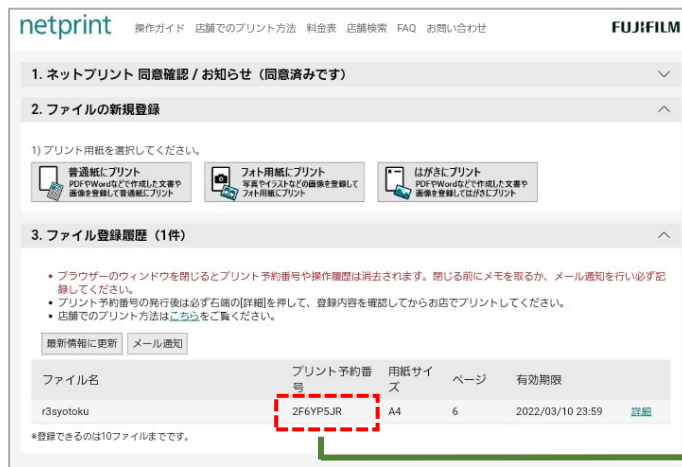 netprint 操作ガイド 店舗でのプリント方法 料金表 店舗検索 FAQ お問い合わせ FUJIFILM
1. ネットプリント 同意確認 / お知らせ（同意済みです）
2. ファイルの新規登録
1) プリント用紙を選択してください。
普通紙にプリント
PDFやWordなどで作成した文書や
画像を登録して普通紙にプリント
フォト用紙にプリント
写真やイラストなどの画像を登録して
フォト用紙にプリント
はがきにプリント
PDFやWordなどで作成した文書や
画像を登録してはがきにプリント
3. ファイル登録履歴（1件）
• ブラウザーのウィンドウを閉じるとプリント予約番号や操作履歴は消去されます。閉じる前にメモを取るか、メール通知を行い必ず記
録してください。
• プリント予約番号の発行後は必ず右端の[詳細]を押して、登録内容を確認してからお店でプリントしてください。
• 店舗でのプリント方法はこちらをご覧ください。
最新情報に更新 メール通知
ファイル名 プリント予約番号 用紙サイズ ページ 有効期限
r3syotoku 2F6YP5JR A4 6 2022/03/10 23:59 詳細
*登録できるのは10ファイルまでです。